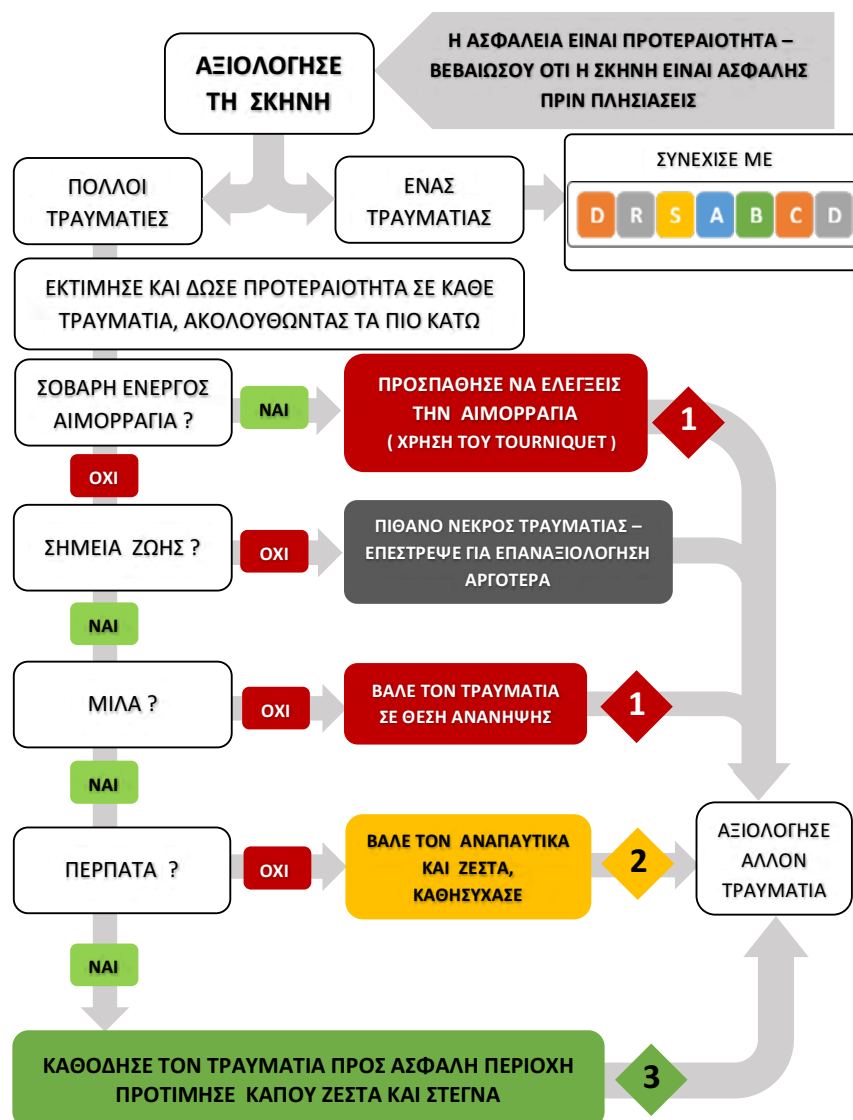 Η ΑΣΦΑΛΕΙΑ ΕΙΝΑΙ ΠΡΟΤΕΡΑΙΟΤΗΤΑ –
ΒΕΒΑΙΩΣΟΥ ΟΤΙ Η ΣΚΗΝΗ ΕΙΝΑΙ ΑΣΦΑΛΗΣ
ΠΡΙΝ ΠΛΗΣΙΑΣΕΙΣ
ΑΞΙΟΛΟΓΗΣΕ
ΤΗ ΣΚΗΝΗ
ΠΟΛΛΟΙ
ΤΡΑΥΜΑΤΙΕΣ
ΕΝΑΣ
ΤΡΑΥΜΑΤΙΑΣ
ΣΥΝΕΧΙΣΕ ΜΕ
D R S A B C D
ΕΚΤΙΜΗΣΕ ΚΑΙ ΔΩΣΕ ΠΡΟΤΕΡΑΙΟΤΗΤΑ ΣΕ ΚΑΘΕ
ΤΡΑΥΜΑΤΙΑ, ΑΚΟΛΟΥΘΩΝΤΑΣ ΤΑ ΠΙΟ ΚΑΤΩ
ΣΟΒΑΡΗ ΕΝΕΡΓΟΣ
ΑΙΜΟΡΡΑΓΙΑ ?
ΝΑΙ
ΠΡΟΣΠΑΘΗΣΕ ΝΑ ΕΛΕΓΞΕΙΣ
ΤΗΝ ΑΙΜΟΡΡΑΓΙΑ
( ΧΡΗΣΗ ΤΟΥ TOURNIQUET )
1
ΟΧΙ
ΣΗΜΕΙΑ ΖΩΗΣ ?
ΟΧΙ
ΠΙΘΑΝΟ ΝΕΚΡΟΣ ΤΡΑΥΜΑΤΙΑΣ –
ΕΠΕΣΤΡΕΨΕ ΓΙΑ ΕΠΑΝΑΞΙΟΛΟΓΗΣΗ
ΑΡΓΟΤΕΡΑ
ΝΑΙ
ΜΙΛΑ ?
ΟΧΙ
ΒΑΛΕ ΤΟΝ ΤΡΑΥΜΑΤΙΑ
ΣΕ ΘΕΣΗ ΑΝΑΝΗΨΗΣ
1
ΝΑΙ
ΠΕΡΠΑΤΑ ?
ΟΧΙ
ΒΑΛΕ ΤΟΝ ΑΝΑΠΑΥΤΙΚΑ
ΚΑΙ ΖΕΣΤΑ,
ΚΑΘΗΣΥΧΑΣΕ
2
ΑΞΙΟΛΟΓΗΣΕ
ΑΛΛΟΝ
ΤΡΑΥΜΑΤΙΑ
ΝΑΙ
ΚΑΘΟΔΗΣΕ ΤΟΝ ΤΡΑΥΜΑΤΙΑ ΠΡΟΣ ΑΣΦΑΛΗ ΠΕΡΙΟΧΗ
ΠΡΟΤΙΜΗΣΕ ΚΑΠΟΥ ΖΕΣΤΑ ΚΑΙ ΣΤΕΓΝΑ
3